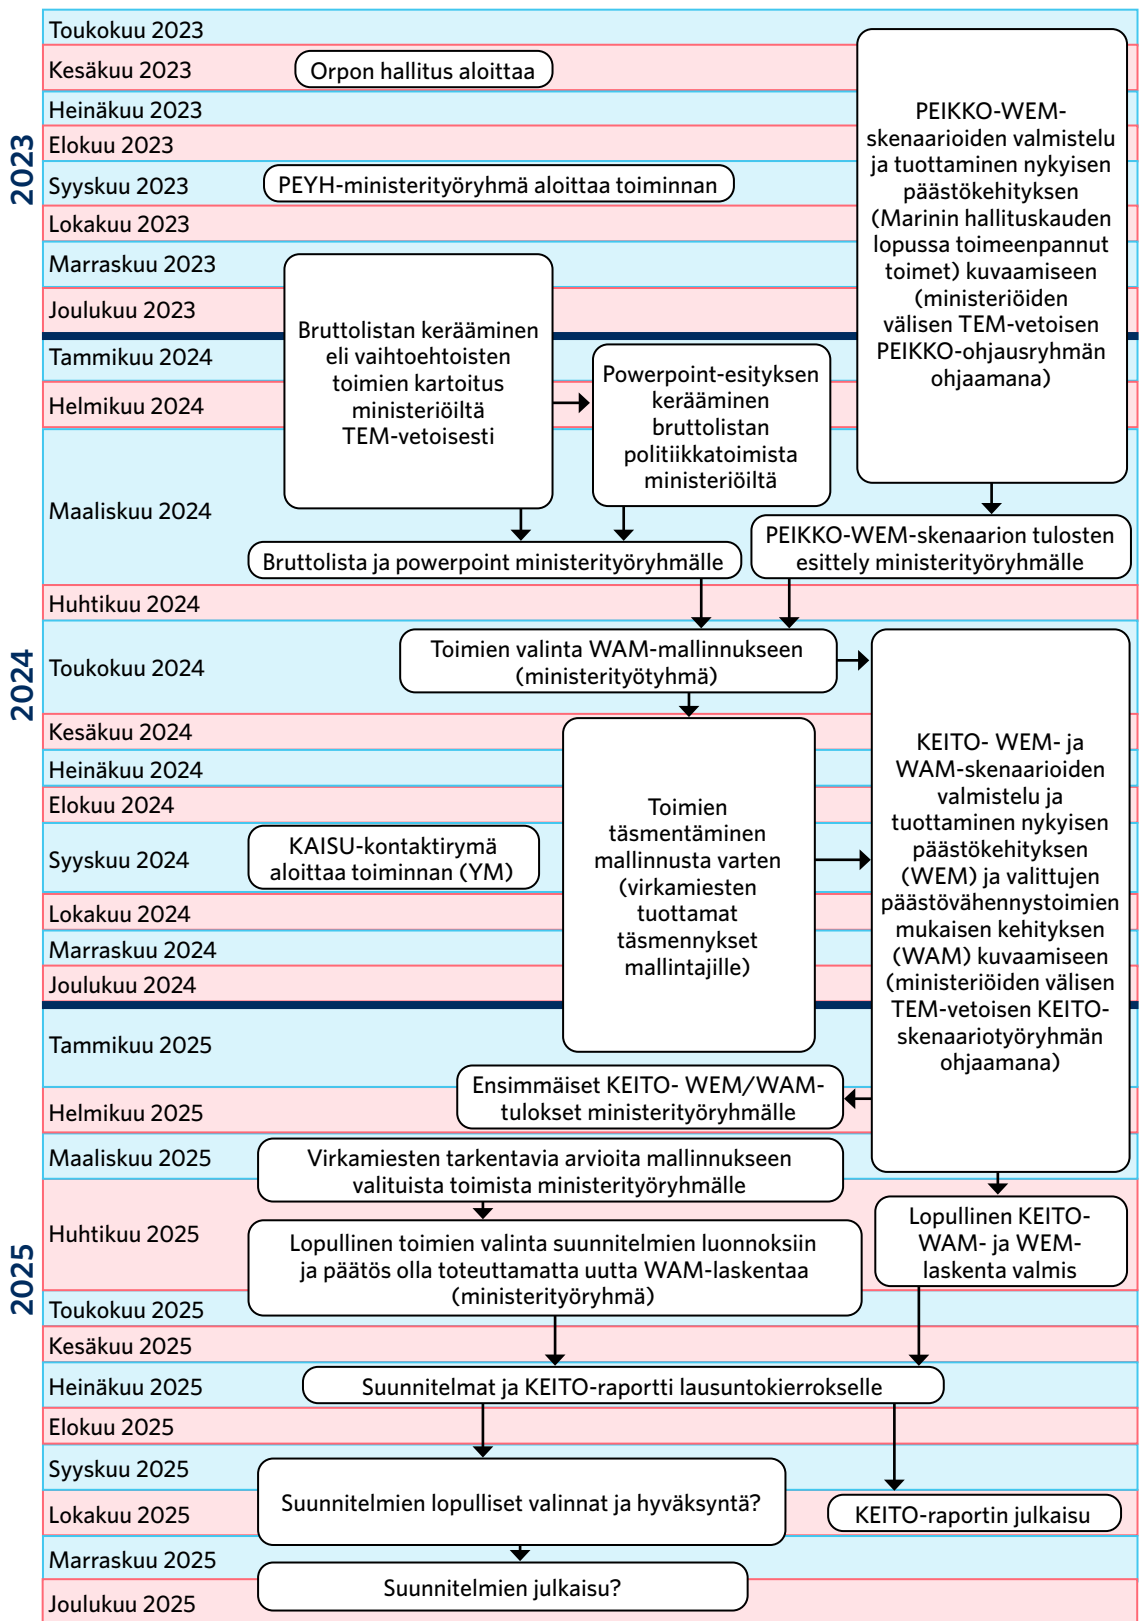 2023
Toukokuu 2023
Kesäkuu 2023
Orpon hallitus aloittaa
Heinäkuu 2023
Elokuu 2023
Syyskuu 2023
PEYH-ministerityöryhmä aloittaa toiminnan
Lokakuu 2023
Marraskuu 2023
Joulukuu 2023
PEIKKO-WEM-
skenaarioiden valmistelu
ja tuottaminen nykyisen
päästökehityksen
(Marinin hallituskauden
lopussa toimeenpannut
toimet) kuvaamiseen
(ministeriöiden
välisen TEM-vetoisen
PEIKKO-ohjausryhmän
ohjaamana)
Bruttolistan kerääminen
eli vaihtoehtoisten
toimien kartoitus
ministeriöiltä
TEM-vetoisesti
2024
Tammikuu 2024
Helmikuu 2024
Powerpoint-esityksen
kerääminen
bruttolistan
politiikkatoimista
ministeriöiltä
Maaliskuu 2024
Bruttolista ja powerpoint ministerityöryhmälle
PEIKKO-WEM-skenaarion tulosten
esittely ministerityöryhmälle
Huhtikuu 2024
Toukokuu 2024
Toimien valinta WAM-mallinnukseen
(ministerityötyhmä)
Kesäkuu 2024
Heinäkuu 2024
Elokuu 2024
Syyskuu 2024
KAISU-kontaktirymä
aloittaa toiminnan (YM)
Lokakuu 2024
Marraskuu 2024
Joulukuu 2024
Toimien
täsmentäminen
mallinnusta varten
(virkamiesten
tuottamat
täsmennykset
mallintajille)
KEITO- WEM- ja
WAM-skenaarioiden
valmistelu ja
tuottaminen nykyisen
päästökehityksen
(WEM) ja valittujen
päästövähennystoimien
mukaisen kehityksen
(WAM) kuvaamiseen
(ministeriöiden välisen
TEM-vetoisen KEITO-
skenaariotyöryhmän
ohjaamana)
2025
Tammikuu 2025
Helmikuu 2025
Ensimmäiset KEITO- WEM/WAM-
tulokset ministerityöryhmälle
Maaliskuu 2025
Virkamiesten tarkentavia arvioita mallinnukseen
valituista toimista ministerityöryhmälle
Huhtikuu 2025
Lopullinen toimien valinta suunnitelmien luonnoksiin
ja päätös olla toteuttamatta uutta WAM-laskentaa
(ministerityöryhmä)
Lopullinen KEITO-
WAM- ja WEM-
laskenta valmis
Toukokuu 2025
Kesäkuu 2025
Heinäkuu 2025
Suunnitelmat ja KEITO-raportti lausuntokierrokselle
Elokuu 2025
Syyskuu 2025
Suunnitelmien lopulliset valinnat ja hyväksyntä?
Lokakuu 2025
KEITO-raportin julkaisu
Marraskuu 2025
Suunnitelmien julkaisu?
Joulukuu 2025